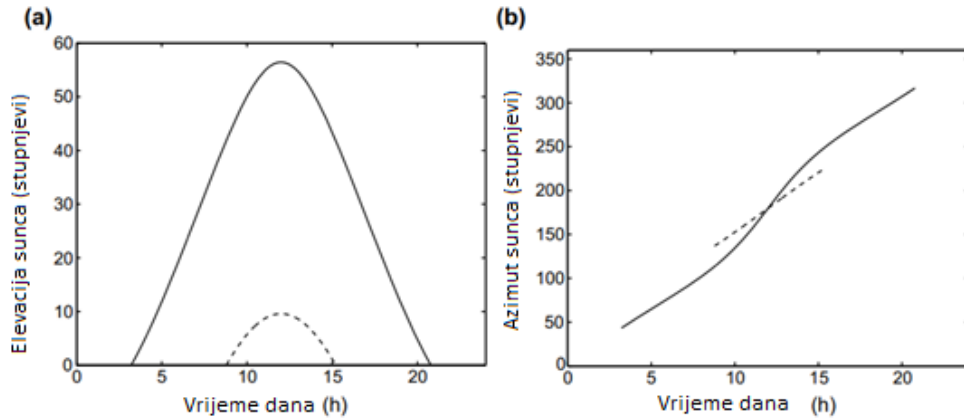 (a)
60
50
40
30
20
10
0
Elevacija sunca (stupnjevi)
0 5 10 15 20
Vrijeme dana (h)
(b)
350
300
250
200
150
100
50
0
Azimut sunca (stupnjevi)
0 5 10 15 20
Vrijeme dana (h)